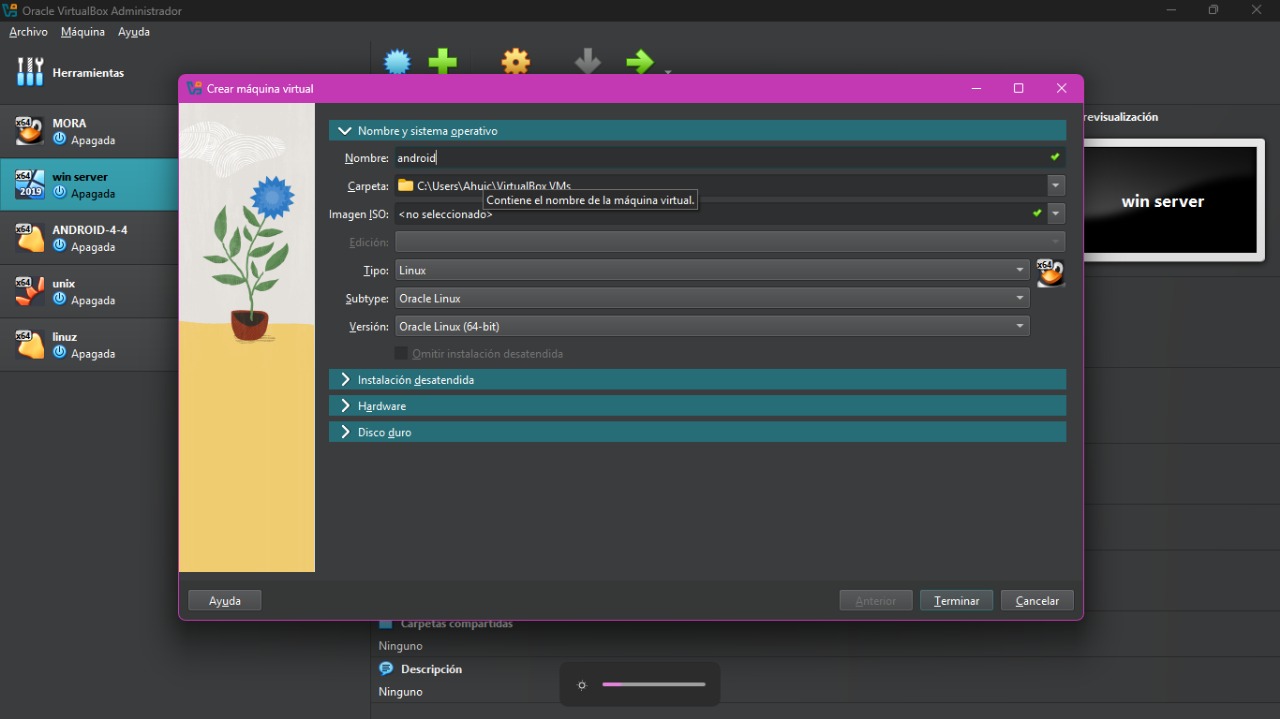 Oracle VirtualBox Administrador
Archivo Máquina Ayuda
Herramientas
MORA
Apagada
win server
Apagada
ANDROID-4-4
Apagada
unix
Apagada
linuz
Apagada
Crear máquina virtual
Nombre y sistema operativo
Nombre: android
Carpeta: C:\Users\Ahuic\VirtualBox VMs
Contiene el nombre de la máquina virtual.
Imagen ISO: <no seleccionado>
Edición:
Tipo: Linux
Subtype: Oracle Linux
Versión: Oracle Linux (64-bit)
Omitir instalación desatendida
Instalación desatendida
Hardware
Disco duro
Ayuda Anterior Terminar Cancelar
revisualización
win server
Carpetas compartidas
Ninguno
Descripción
Ninguno